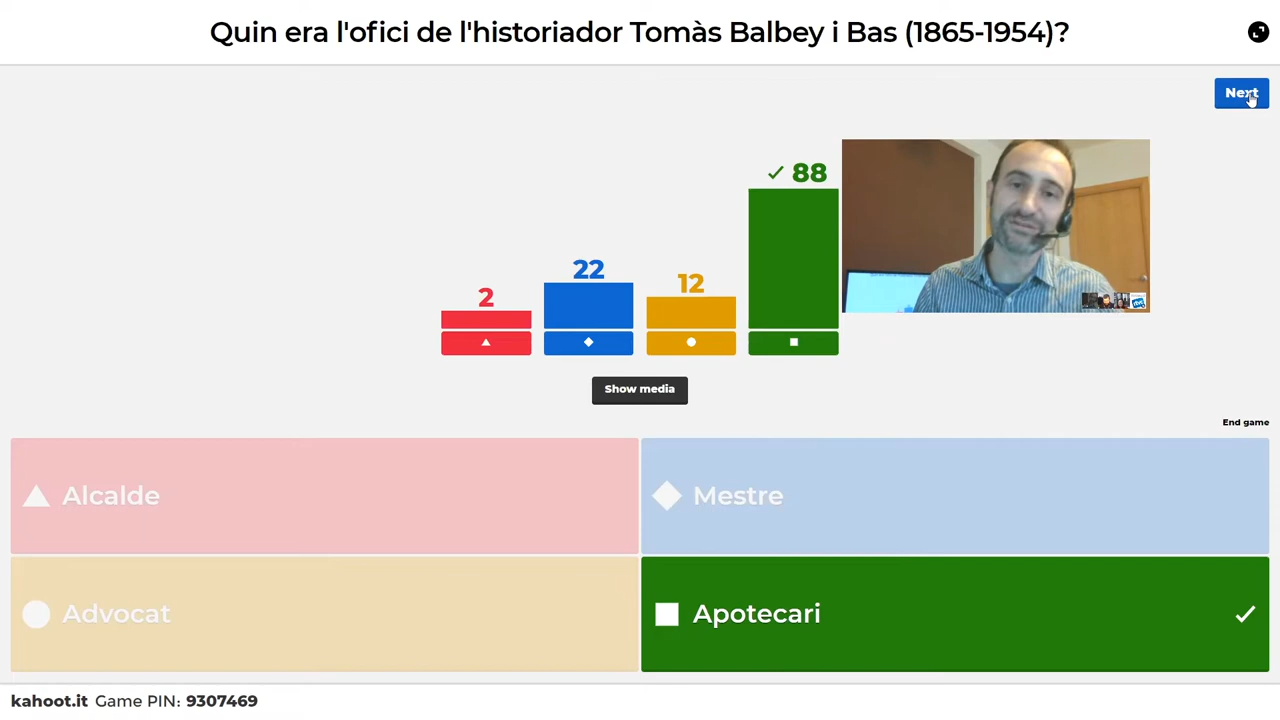 Quin era l'ofici de l'historiador Tomàs Balbey i Bas (1865-1954)?
Next
88
22
12
2
Show media
End game
Alcalde
Mestre
Advocat
Apotecari
kahoot.it Game PIN: 9307469